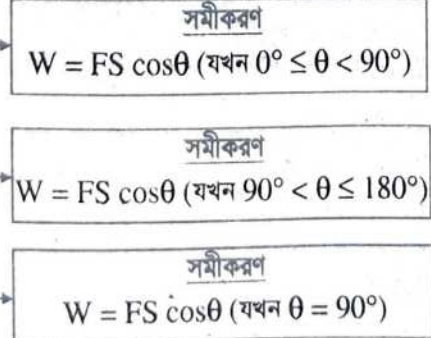 সমীকরণ
W = FS cosθ (যখন 0° ≤ θ < 90°)
সমীকরণ
W = FS cosθ (যখন 90° < θ ≤ 180°)
সমীকরণ
W = FS cosθ (যখন θ = 90°)